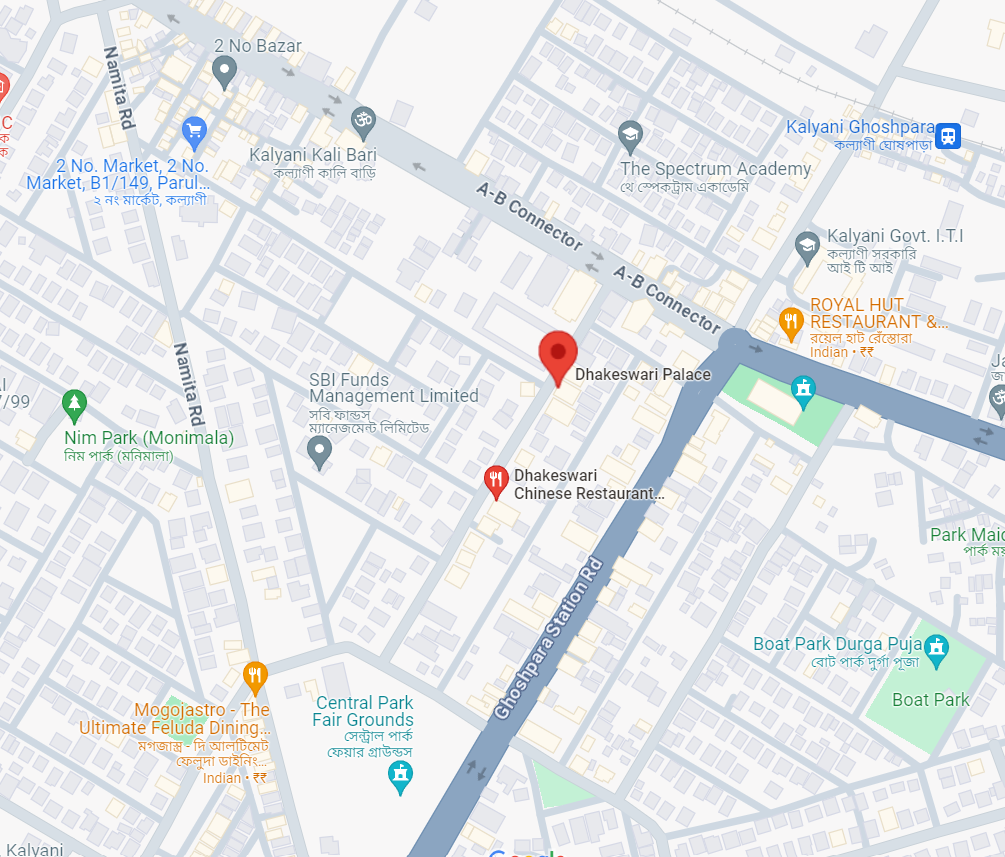 2 No Bazar
Namita Rd
C
ক
ক
2 No. Market, 2 No.
Market, B1/149, Parul...
২ নং মার্কেট, কল্যাণী
Kalyani Kali Bari
কল্যাণী কালি বাড়ি
Kalyani Ghoshpara
কল্যাণী ঘোষপাড়া
The Spectrum Academy
থে স্পেকট্রাম একাডেমি
A-B Connector
A-B Connector
Kalyani Govt. I.T.I
কল্যাণী সরকারি
আই টি আই
ROYAL HUT
RESTAURANT &...
রয়েল হাট রেঁস্তোরা
Indian • ₹₹
Namita Rd
Dhakeswari Palace
SBI Funds
Management Limited
সবি ফান্ডস
ম্যানেজমেন্ট লিমিটেড
7/99
Nim Park (Monimala)
নিম পার্ক (মনিমালা)
Dhakeswari
Chinese Restaurant...
Park Maid
পার্ক ময়
Ghoshpara Station Rd
Boat Park Durga Puja
বোট পার্ক দুর্গা পূজা
Boat Park
Central Park
Fair Grounds
সেন্ট্রাল পার্ক
ফেয়ার গ্রাউন্ডস
Mogojastro - The
Ultimate Feluda Dining...
মগজাস্ত্র - দি আলটিমেট
ফেলুদা ডাইনিং...
Indian • ₹₹
Kalyani